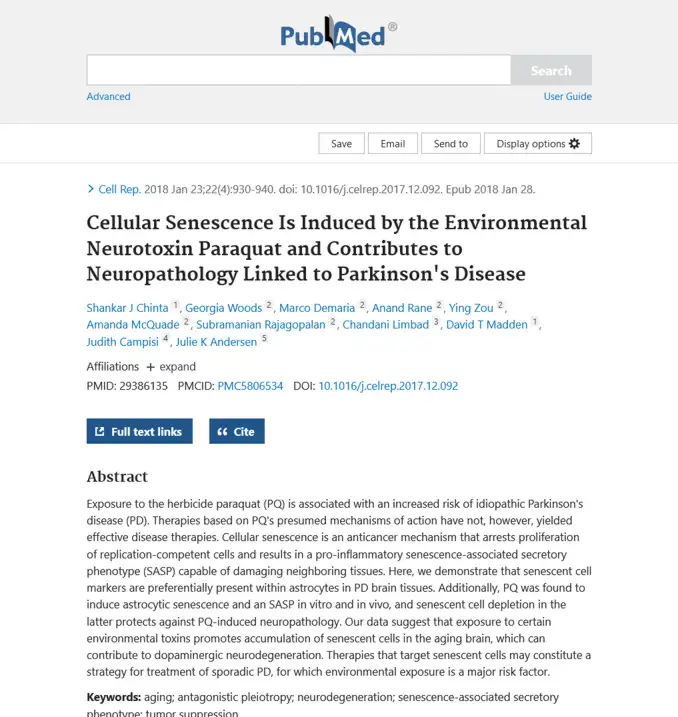 PubMed®
Search
Advanced
User Guide
Save Email Send to Display options
Cell Rep. 2018 Jan 23;22(4):930-940. doi: 10.1016/j.celrep.2017.12.092. Epub 2018 Jan 28.
Cellular Senescence Is Induced by the Environmental
Neurotoxin Paraquat and Contributes to
Neuropathology Linked to Parkinson's Disease
Shankar J Chinta 1, Georgia Woods 2, Marco Demaria 2, Anand Rane 2, Ying Zou 2,
Amanda McQuade 2, Subramanian Rajagopalan 2, Chandani Limbad 3, David T Madden 1,
Judith Campisi 4, Julie K Andersen 5
Affiliations + expand
PMID: 29386135 PMCID: PMC5806534 DOI: 10.1016/j.celrep.2017.12.092
Full text links
Cite
Abstract
Exposure to the herbicide paraquat (PQ) is associated with an increased risk of idiopathic Parkinson's
disease (PD). Therapies based on PQ's presumed mechanisms of action have not, however, yielded
effective disease therapies. Cellular senescence is an anticancer mechanism that arrests proliferation
of replication-competent cells and results in a pro-inflammatory senescence-associated secretory
phenotype (SASP) capable of damaging neighboring tissues. Here, we demonstrate that senescent cell
markers are preferentially present within astrocytes in PD brain tissues. Additionally, PQ was found to
induce astrocytic senescence and an SASP in vitro and in vivo, and senescent cell depletion in the
latter protects against PQ-induced neuropathology. Our data suggest that exposure to certain
environmental toxins promotes accumulation of senescent cells in the aging brain, which can
contribute to dopaminergic neurodegeneration. Therapies that target senescent cells may constitute a
strategy for treatment of sporadic PD, for which environmental exposure is a major risk factor.
Keywords: aging; antagonistic pleiotropy; neurodegeneration; senescence-associated secretory
phenotype; tumor suppression.